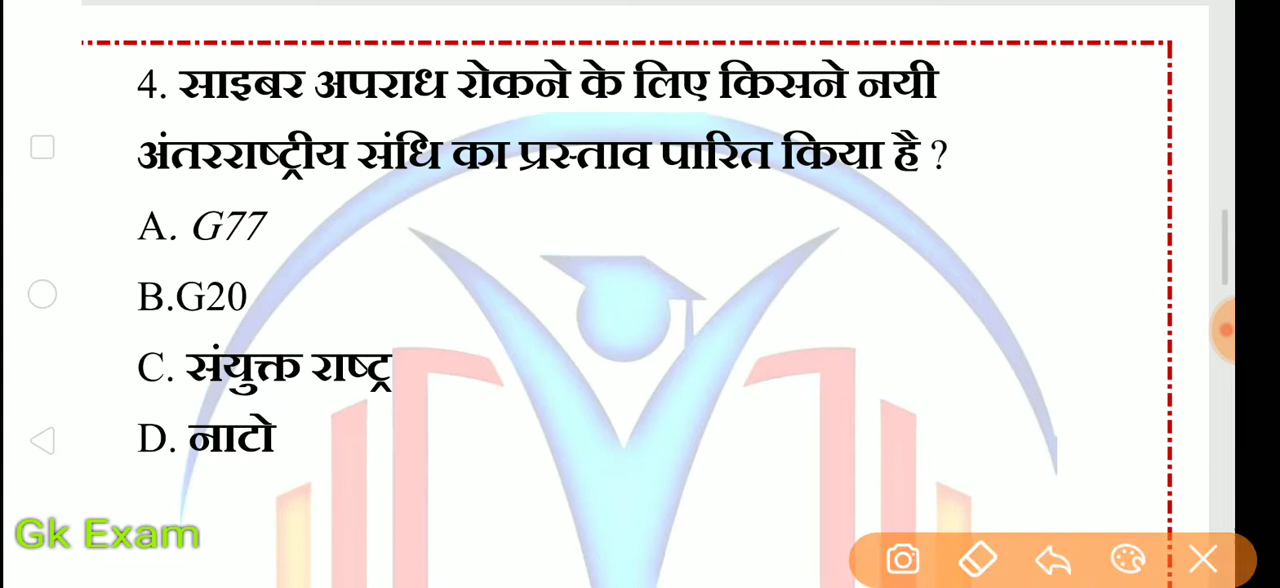 4. साइबर अपराध रोकने के लिए किसने नयी
अंतरराष्ट्रीय संधि का प्रस्ताव पारित किया है ?
A. G77
B.G20
C. संयुक्त राष्ट्र
D. नाटो
Gk Exam